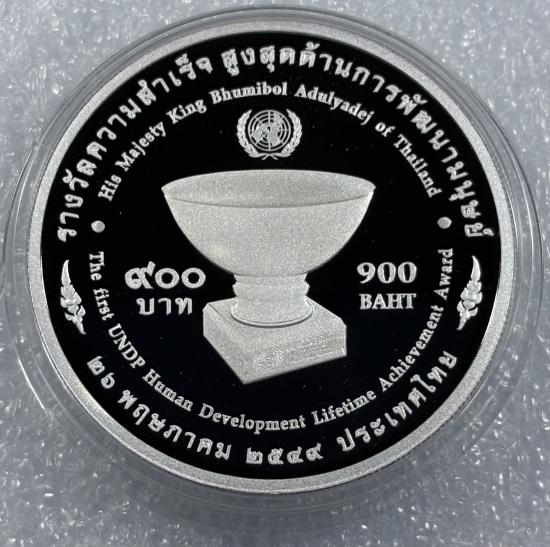 รางวัลความสำเร็จ สูงสุดด้านการพัฒนามนุษย์
His Majesty King Bhumibol Adulyadej of Thailand
๙๐๐
บาท
900
BAHT
The first UNDP Human Development Lifetime Achievement Award
๒๖ พฤษภาคม ๒๕๔๙ ประเทศไทย